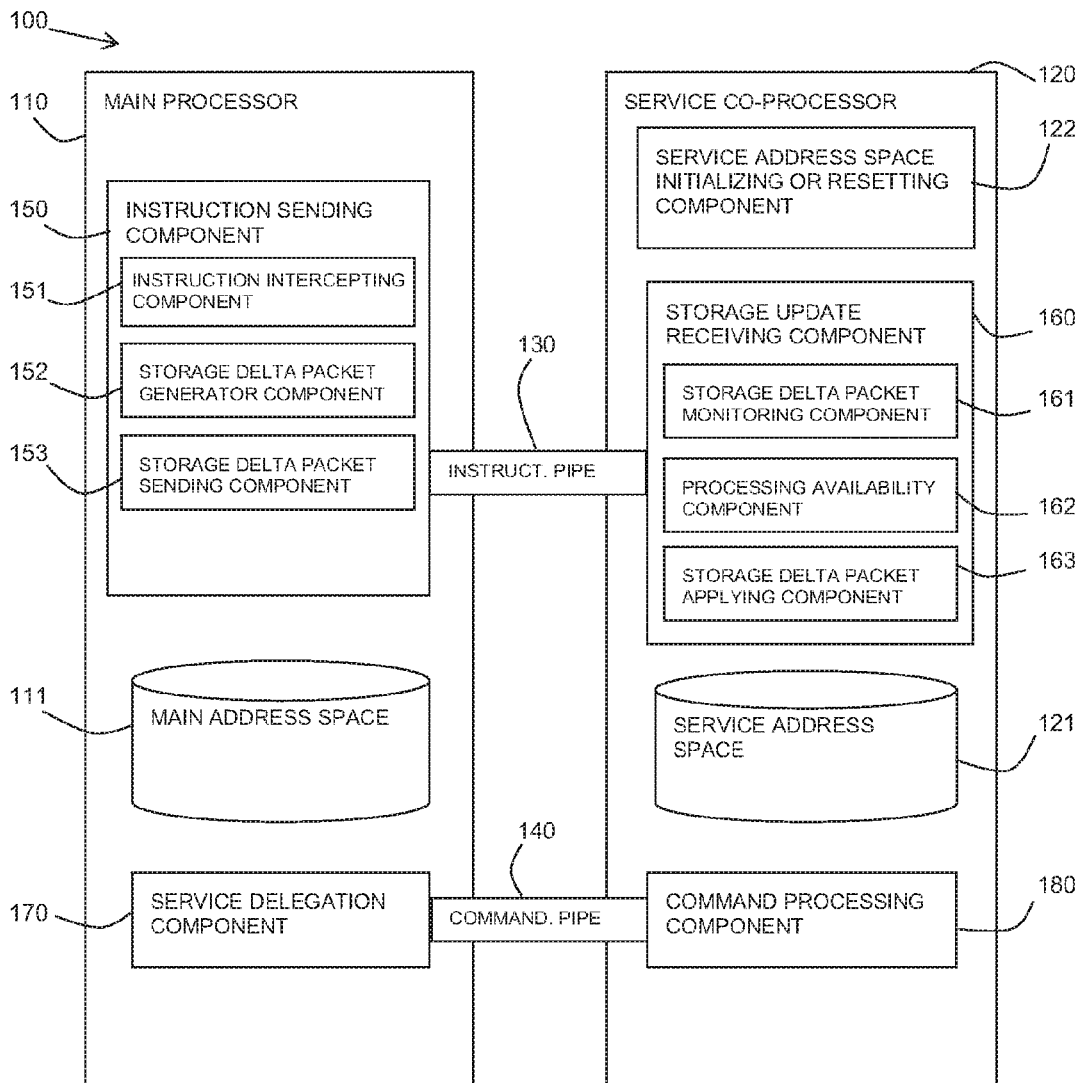 100
110
MAIN PROCESSOR
150
INSTRUCTION SENDING
COMPONENT
151
INSTRUCTION INTERCEPTING
COMPONENT
152
STORAGE DELTA PACKET
GENERATOR COMPONENT
153
STORAGE DELTA PACKET
SENDING COMPONENT
111
MAIN ADDRESS SPACE
170
SERVICE DELEGATION
COMPONENT
130
INSTRUCT. PIPE
140
COMMAND. PIPE
120
SERVICE CO-PROCESSOR
122
SERVICE ADDRESS SPACE
INITIALIZING OR RESETTING
COMPONENT
160
STORAGE UPDATE
RECEIVING COMPONENT
STORAGE DELTA PACKET
MONITORING COMPONENT
161
PROCESSING AVAILABILITY
COMPONENT
162
STORAGE DELTA PACKET
APPLYING COMPONENT
163
SERVICE ADDRESS
SPACE
121
COMMAND PROCESSING
COMPONENT
180